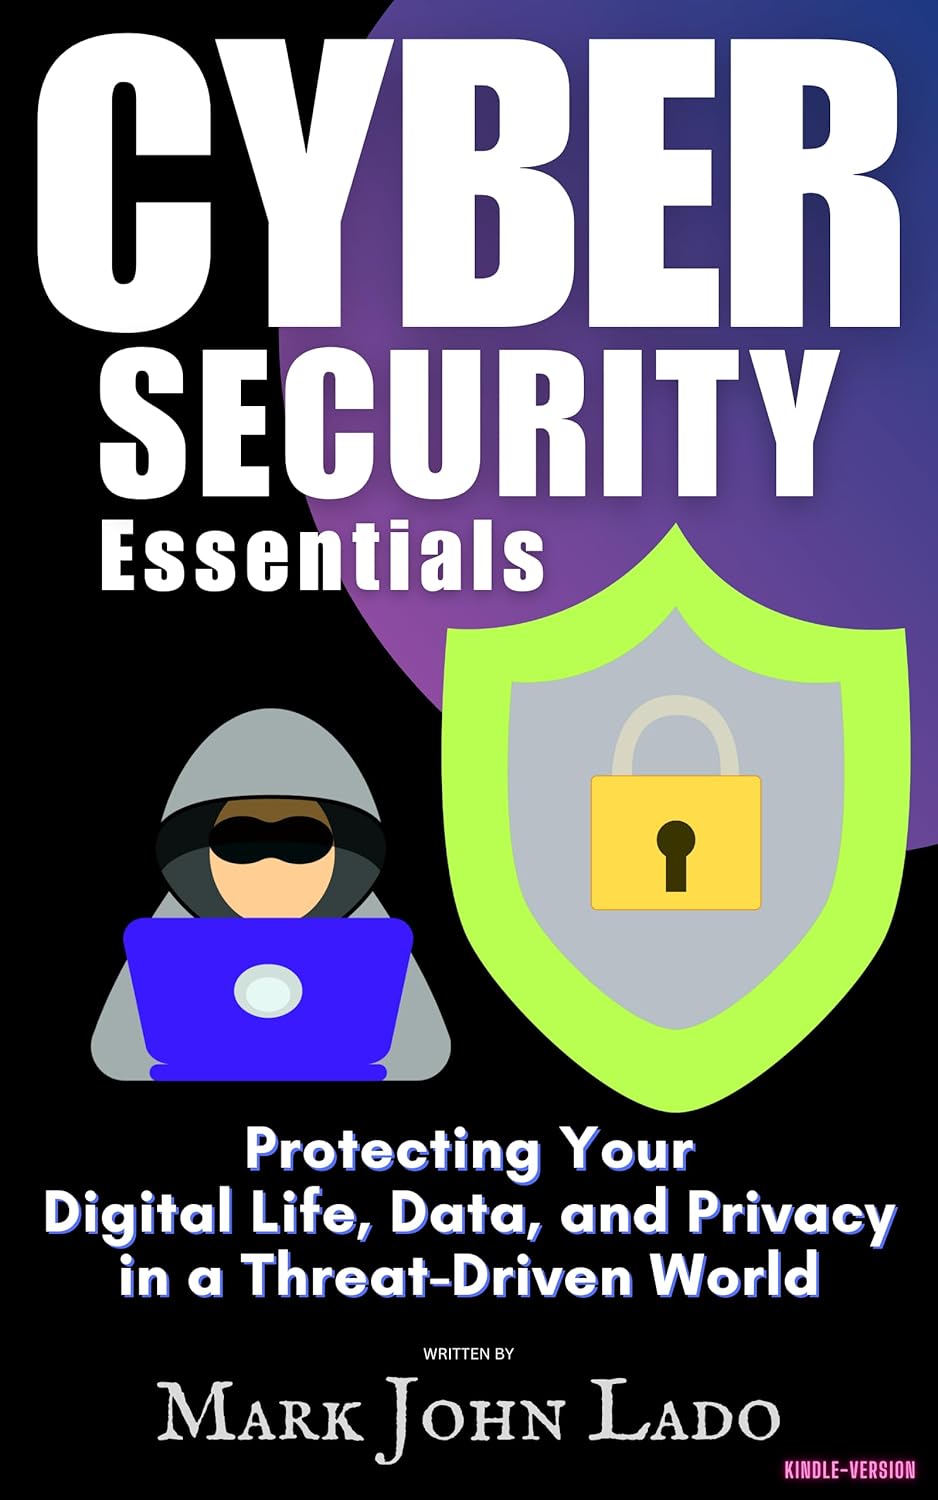 CYBER
SECURITY
Essentials
Protecting Your
Digital Life, Data, and Privacy
in a Threat-Driven World
WRITTEN BY
Mark John Lado
KINDLE-VERSION